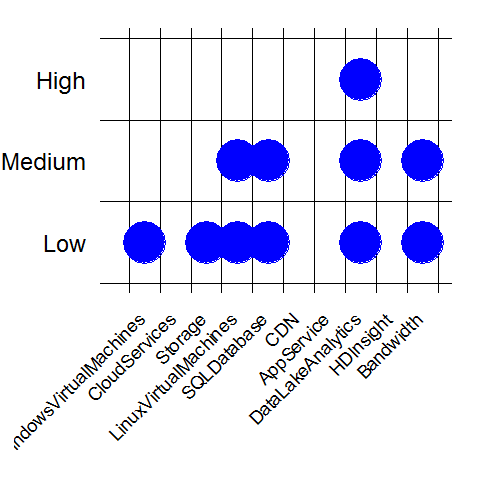 High
Medium
Low
ndowsVirtualMachines
CloudServices
Storage
LinuxVirtualMachines
SQLDatabase
CDN
AppService
DataLakeAnalytics
HDInsight
Bandwidth